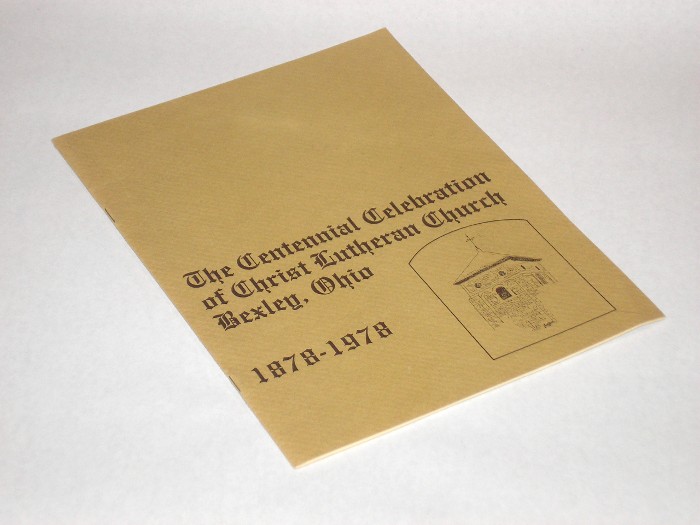 The Centennial Celebration
of Christ Lutheran Church
Bexley, Ohio
1878-1978